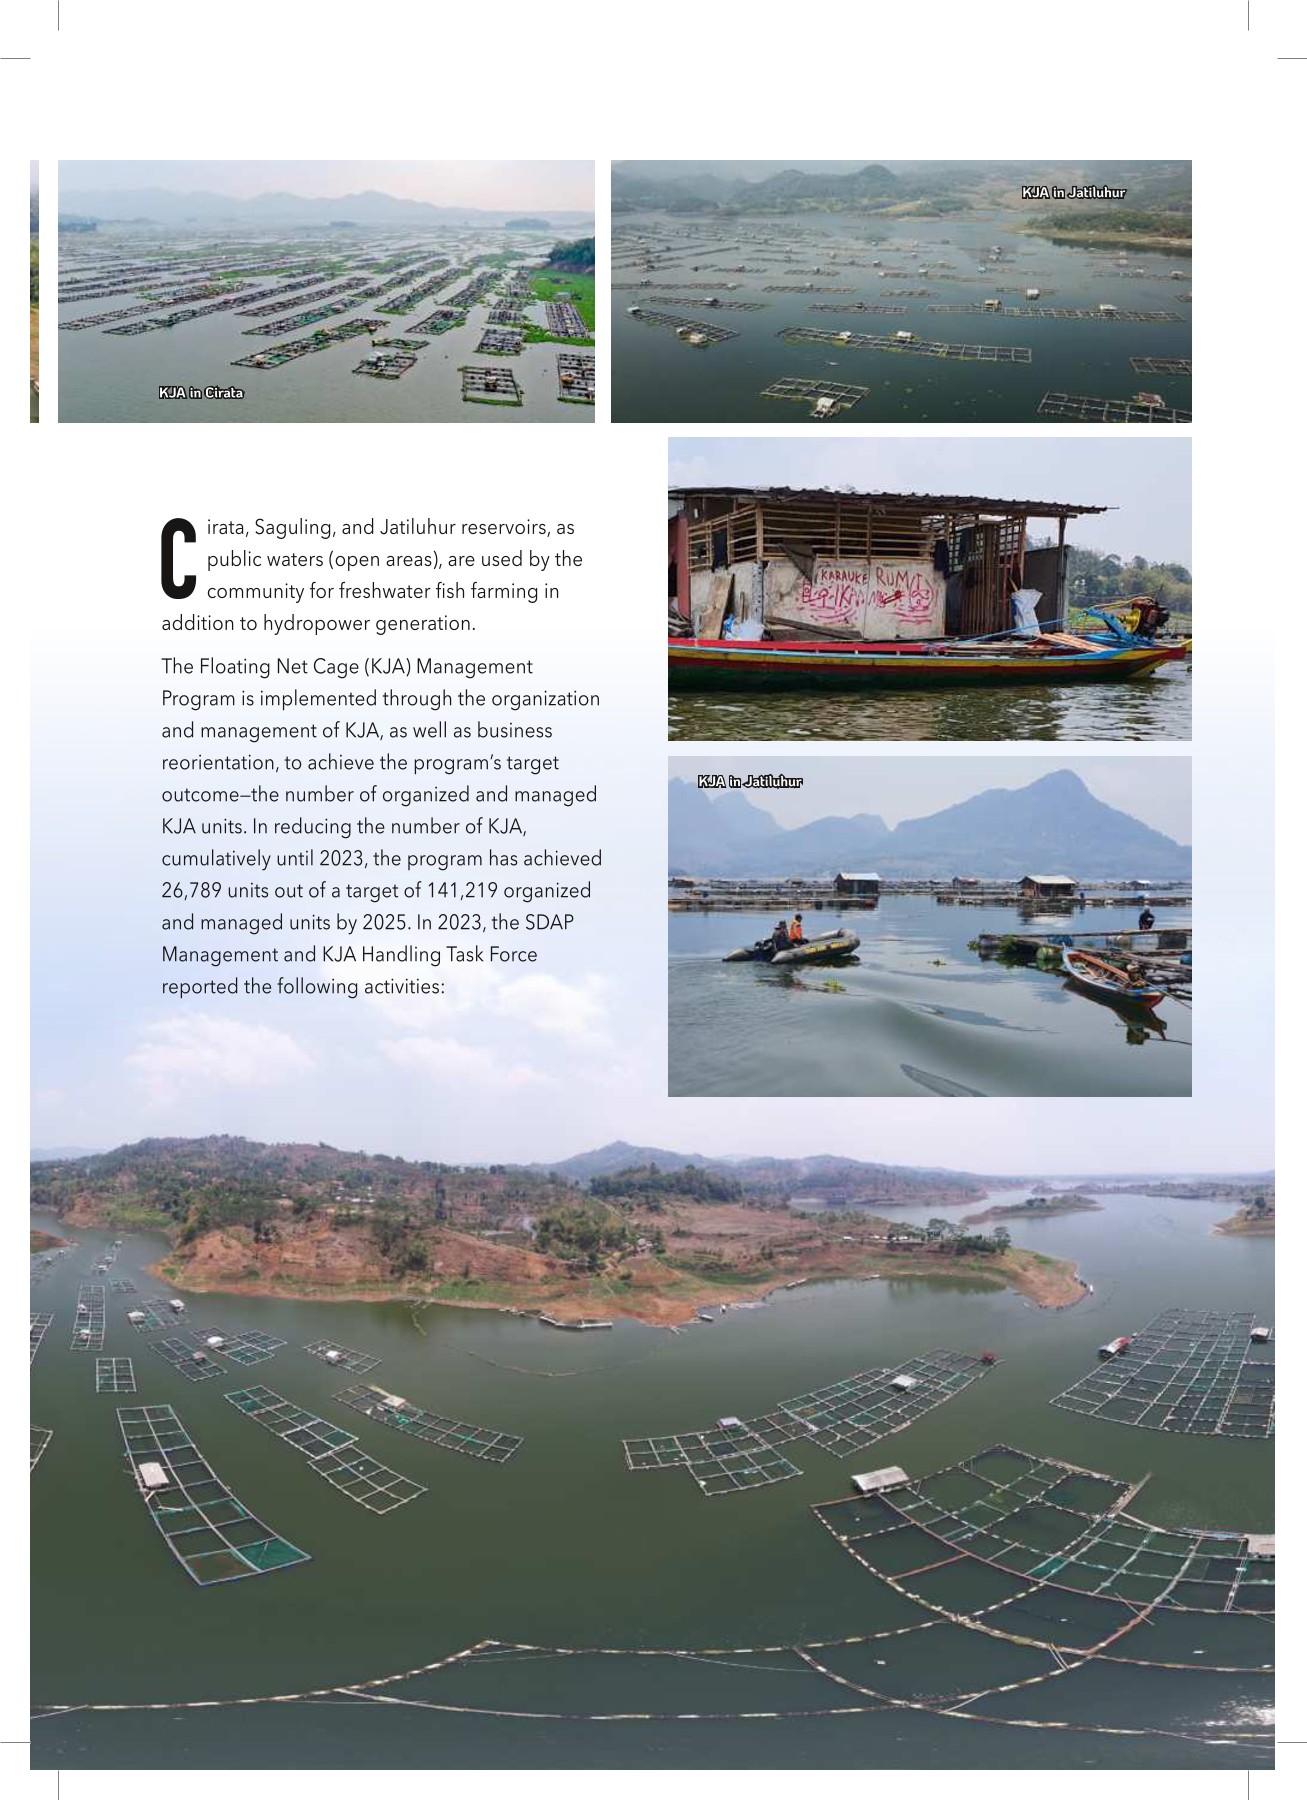 KJA in Cirata
KJA in Jatiluhur
KARAUKE RUMI
Cirata, Saguling, and Jatiluhur reservoirs, as
public waters (open areas), are used by the
community for freshwater fish farming in
addition to hydropower generation.
The Floating Net Cage (KJA) Management
Program is implemented through the organization
and management of KJA, as well as business
reorientation, to achieve the program’s target
outcome—the number of organized and managed
KJA units. In reducing the number of KJA,
cumulatively until 2023, the program has achieved
26,789 units out of a target of 141,219 organized
and managed units by 2025. In 2023, the SDAP
Management and KJA Handling Task Force
reported the following activities:
KJA in Jatiluhur